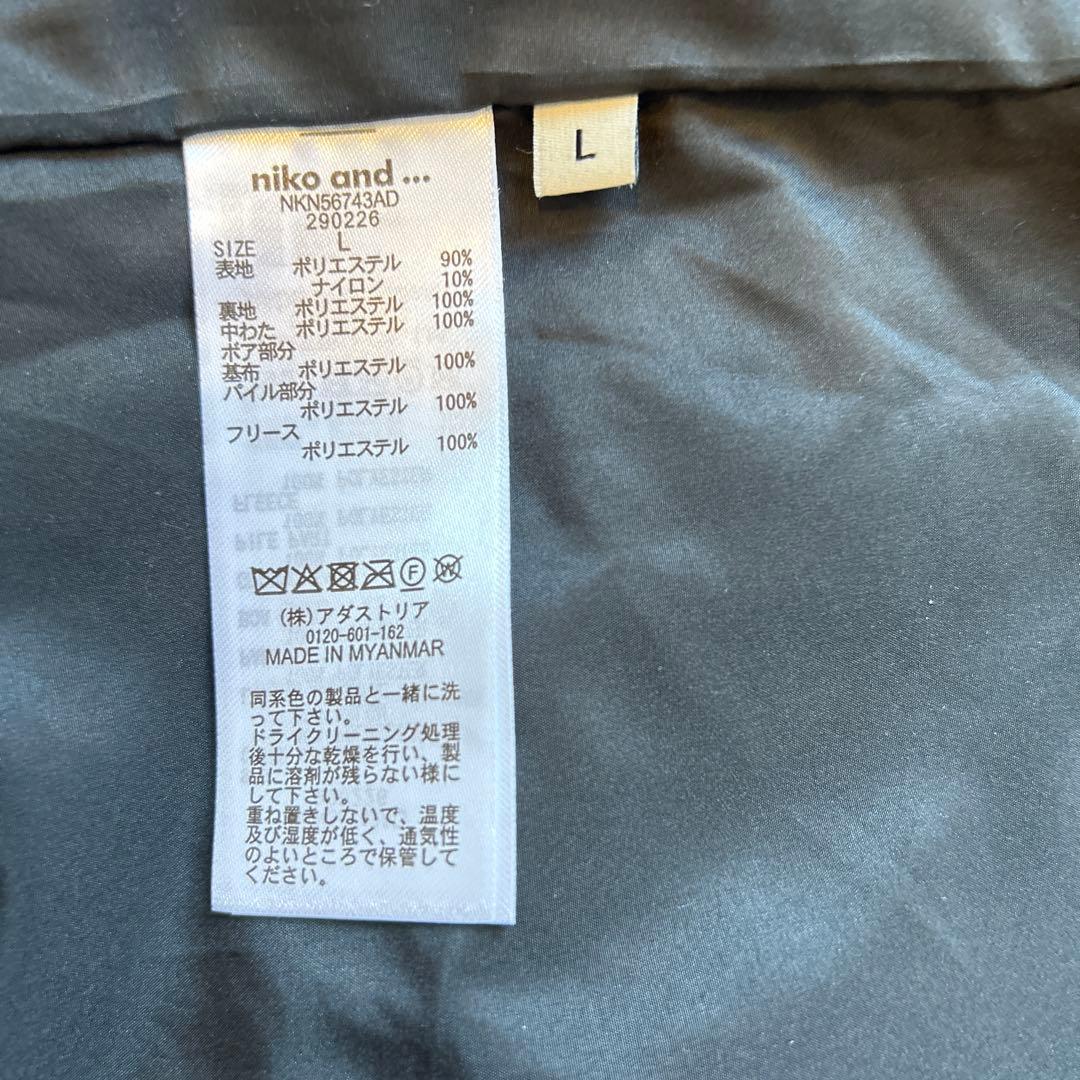 niko and ...
NKN56743AD
290226
SIZE L
表地 ポリエステル 90%
ナイロン 10%
裏地 ポリエステル 100%
中わた ポリエステル 100%
ボア部分
基布 ポリエステル 100%
パイル部分
ポリエステル 100%
フリース
ポリエステル 100%
F
W
(株)アダストリア
0120-601-162
MADE IN MYANMAR
同系色の製品と一緒に洗
って下さい。
ドライクリーニング処理
後十分な乾燥を行い、製
品に溶剤が残らない様に
して下さい。
重ね置きしないで、温度
及び湿度が低く、通気性
のよいところで保管して
ください。
L